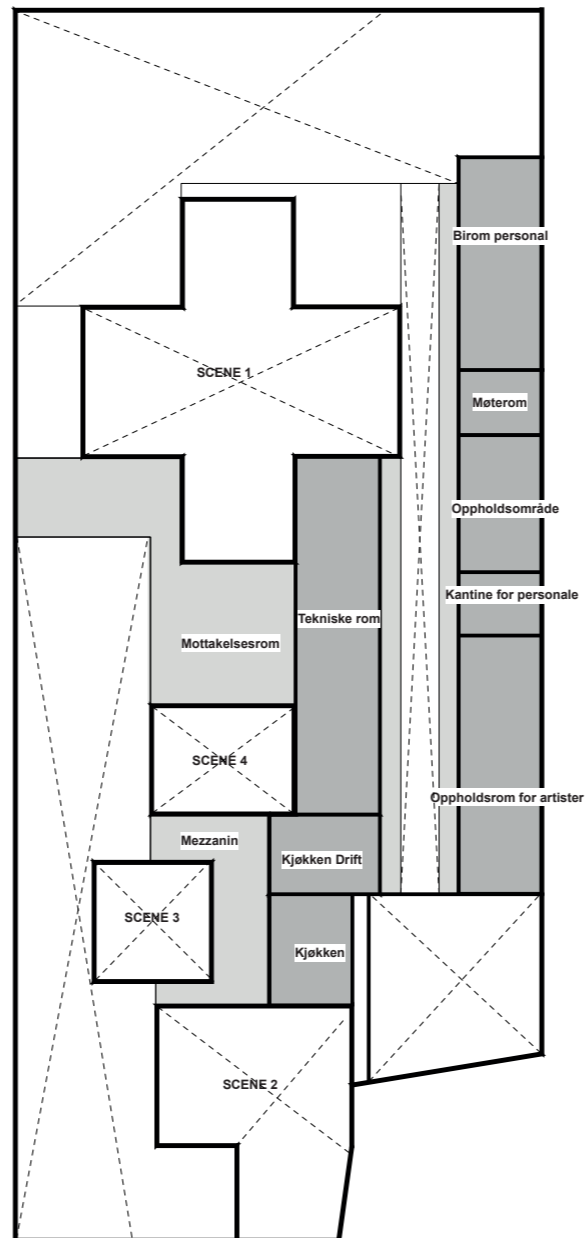 Birom personal
SCENE 1
Møterom
Oppholdsområde
Kantine for personale
Tekniske rom
Mottakelsesrom
SCENE 4
Oppholdsrom for artister
Mezzanin
Kjøkken Drift
SCENE 3
Kjøkken
SCENE 2